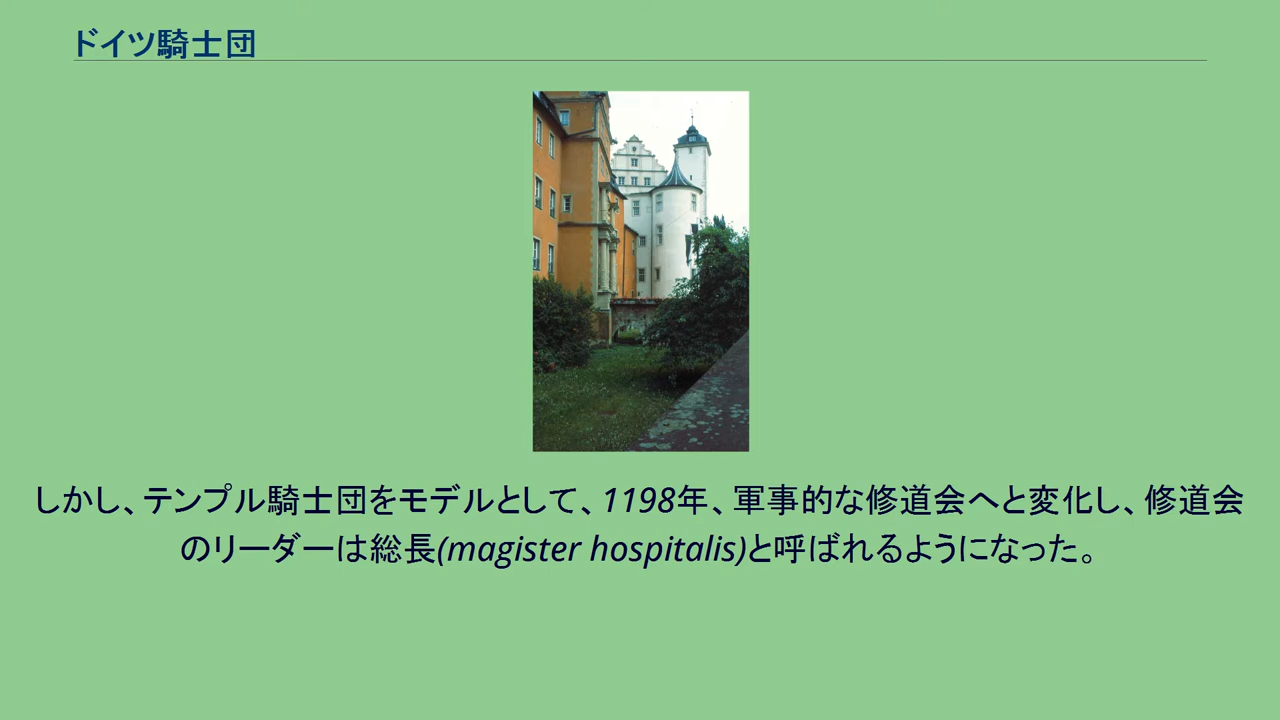 ドイツ騎士団
しかし、テンプル騎士団をモデルとして、1198年、軍事的な修道会へと変化し、修道会
のリーダーは総長(magister hospitalis)と呼ばれるようになった。